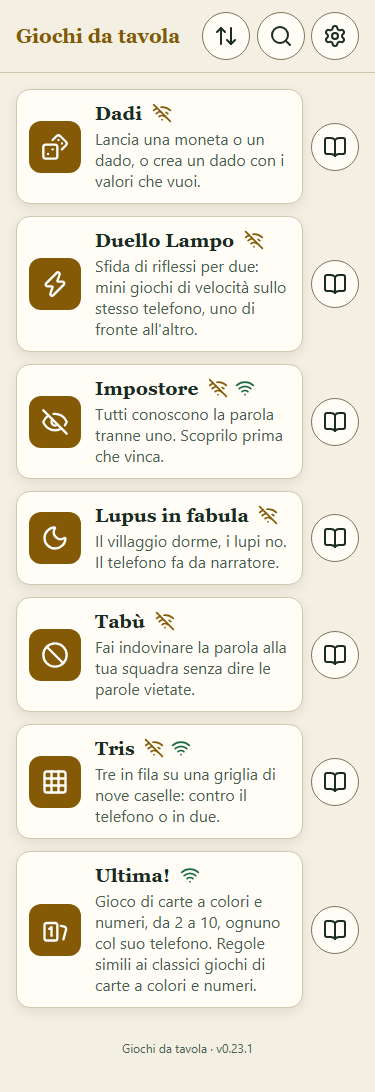 Giochi da tavola
Dadi
Lancia una moneta o un
dado, o crea un dado con i
valori che vuoi.
Duello Lampo
Sfida di riflessi per due:
mini giochi di velocità sullo
stesso telefono, uno di
fronte all'altro.
Impostore
Tutti conoscono la parola
tranne uno. Scoprilo prima
che vinca.
Lupus in fabula
Il villaggio dorme, i lupi no.
Il telefono fa da narratore.
Tabù
Fai indovinare la parola alla
tua squadra senza dire le
parole vietate.
Tris
Tre in fila su una griglia di
nove caselle: contro il
telefono o in due.
Ultima!
Gioco di carte a colori e
numeri, da 2 a 10, ognuno
col suo telefono. Regole
simili ai classici giochi di
carte a colori e numeri.
Giochi da tavola · v0.23.1